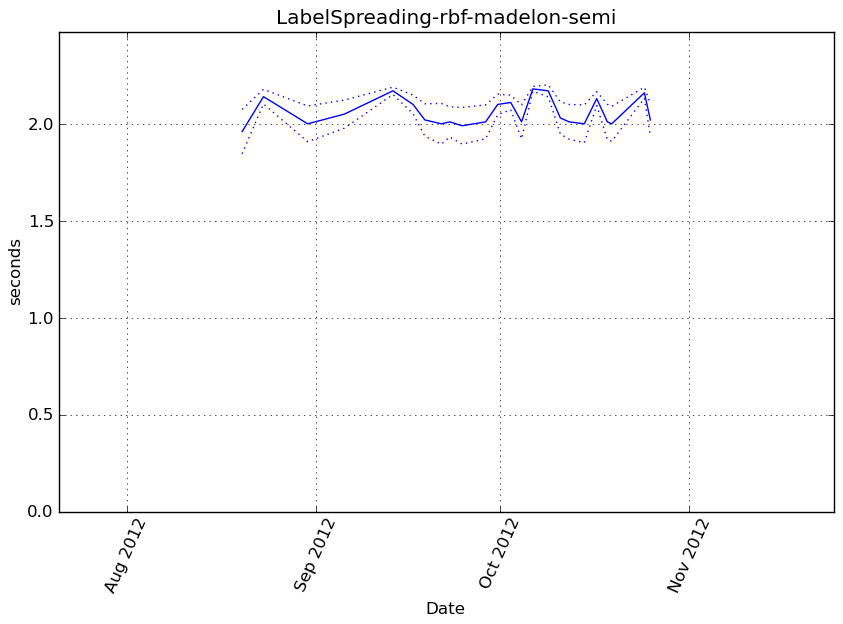 LabelSpreading-rbf-madelon-semi
2.0
1.5
1.0
0.5
0.0
seconds
Aug 2012
Sep 2012
Oct 2012
Nov 2012
Date